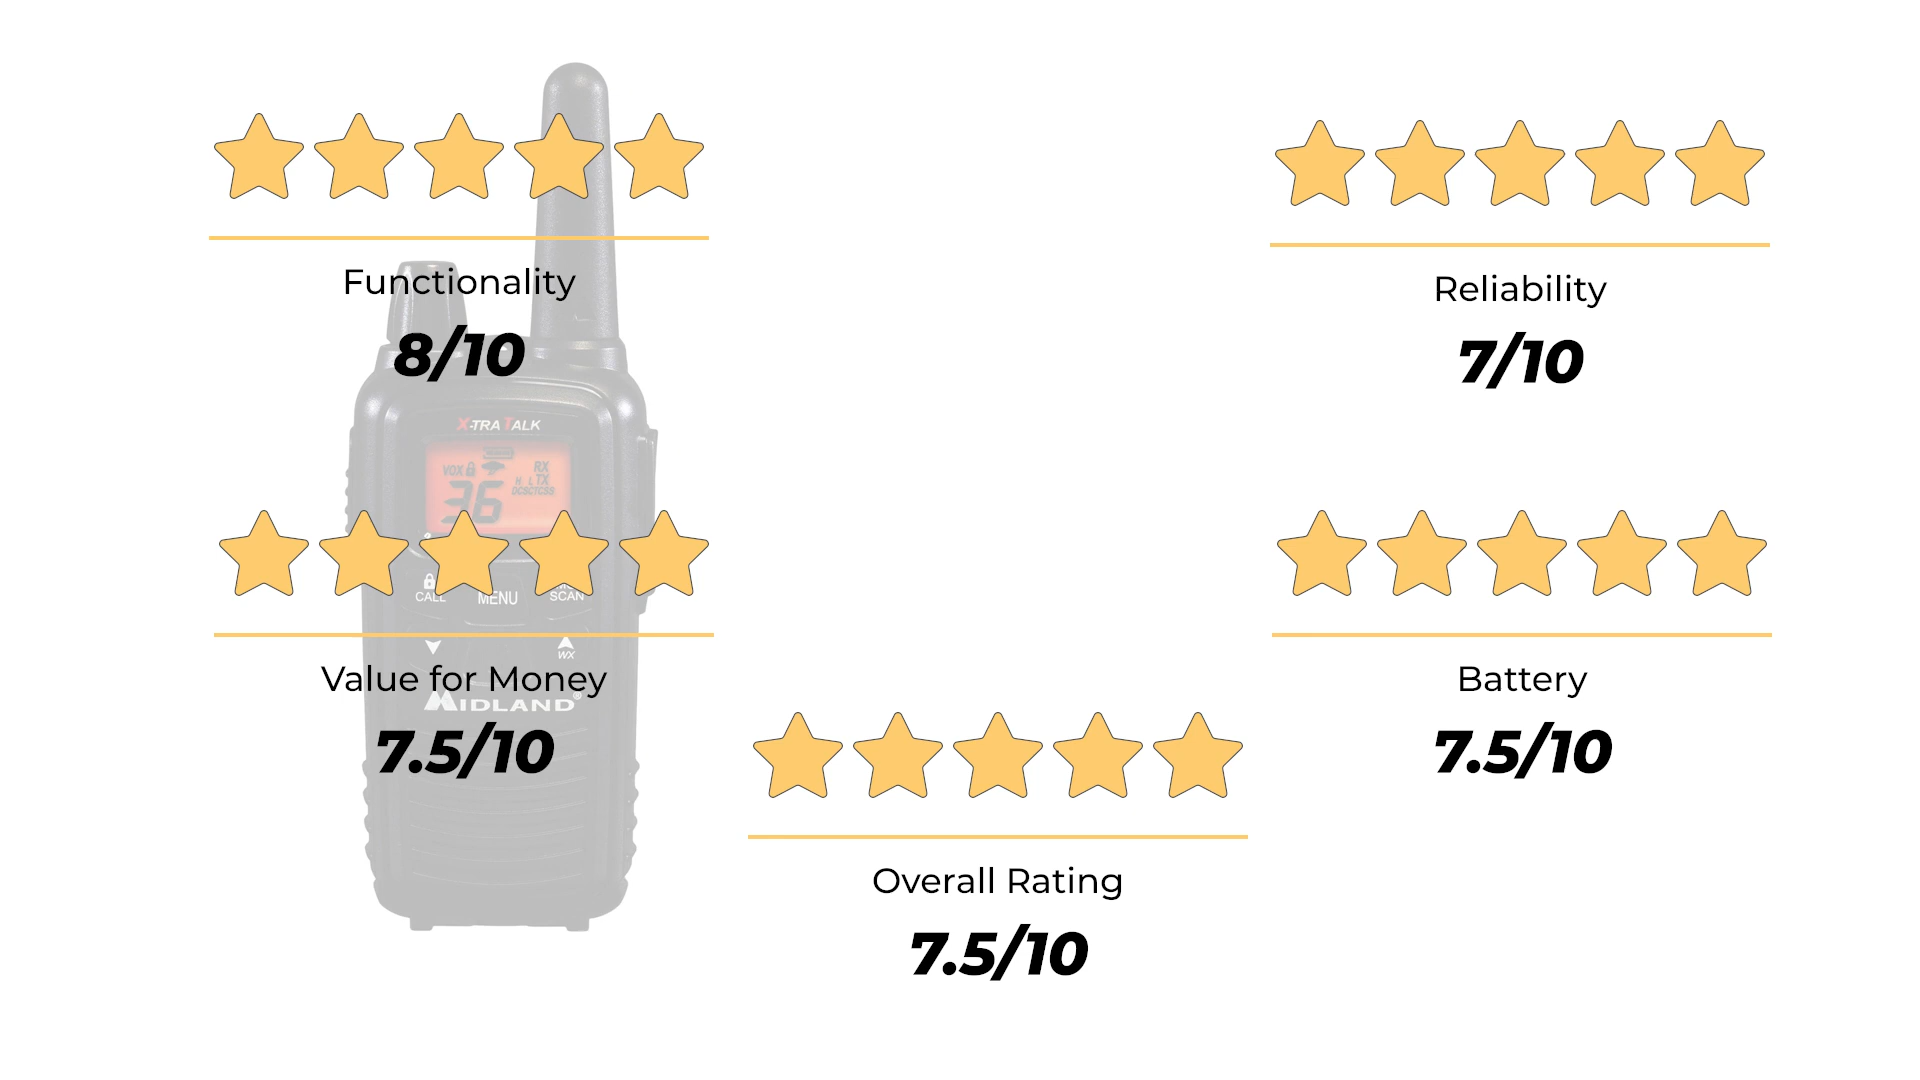 Functionality
8/10
Reliability
7/10
X-TRA TALK
VOX RX
H L TX
DCSCTCSS
36
CALL MENU SCAN
WX
Value for Money
MIDLAND®
7.5/10
Battery
7.5/10
Overall Rating
7.5/10